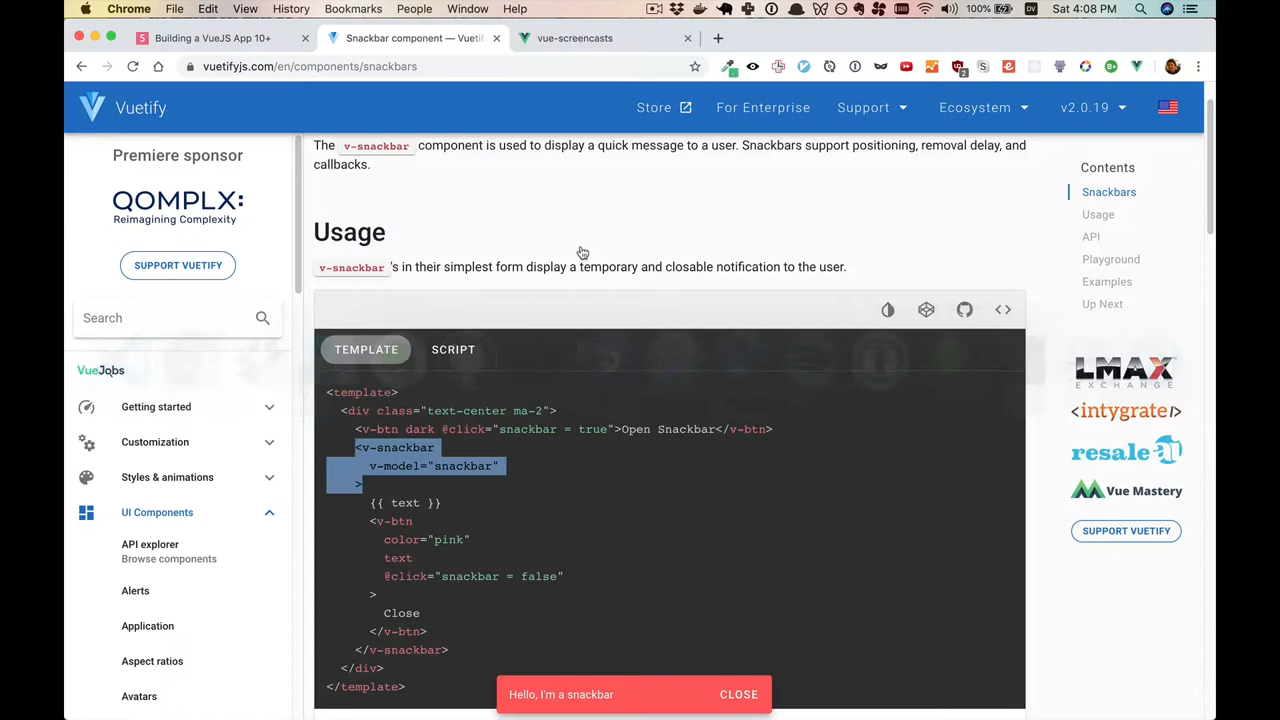 Chrome File Edit View History Bookmarks People Window Help 100% DV Sat 4:08 PM
Building a VueJS App 10+ Snackbar component — Vuetif vue-screencasts
vuetifyjs.com/en/components/snackbars
Vuetify Store For Enterprise Support Ecosystem v2.0.19
Premiere sponsor
QOMPLX:
Reimagining Complexity
SUPPORT VUETIFY
Search
VueJobs
Getting started
Customization
Styles & animations
UI Components
API explorer
Browse components
Alerts
Application
Aspect ratios
Avatars
The v-snackbar component is used to display a quick message to a user. Snackbars support positioning, removal delay, and
callbacks.
Usage
v-snackbar 's in their simplest form display a temporary and closable notification to the user.
TEMPLATE SCRIPT
<template>
<div class="text-center ma-2">
<v-btn dark @click="snackbar = true">Open Snackbar</v-btn>
<v-snackbar
v-model="snackbar"
>
{{ text }}
<v-btn
color="pink"
text
@click="snackbar = false"
>
Close
</v-btn>
</v-snackbar>
</div>
</template>
Hello, I'm a snackbar CLOSE
Contents
Snackbars
Usage
API
Playground
Examples
Up Next
LMAX
EXCHANGE
<intygrate/>
resale
Vue Mastery
SUPPORT VUETIFY